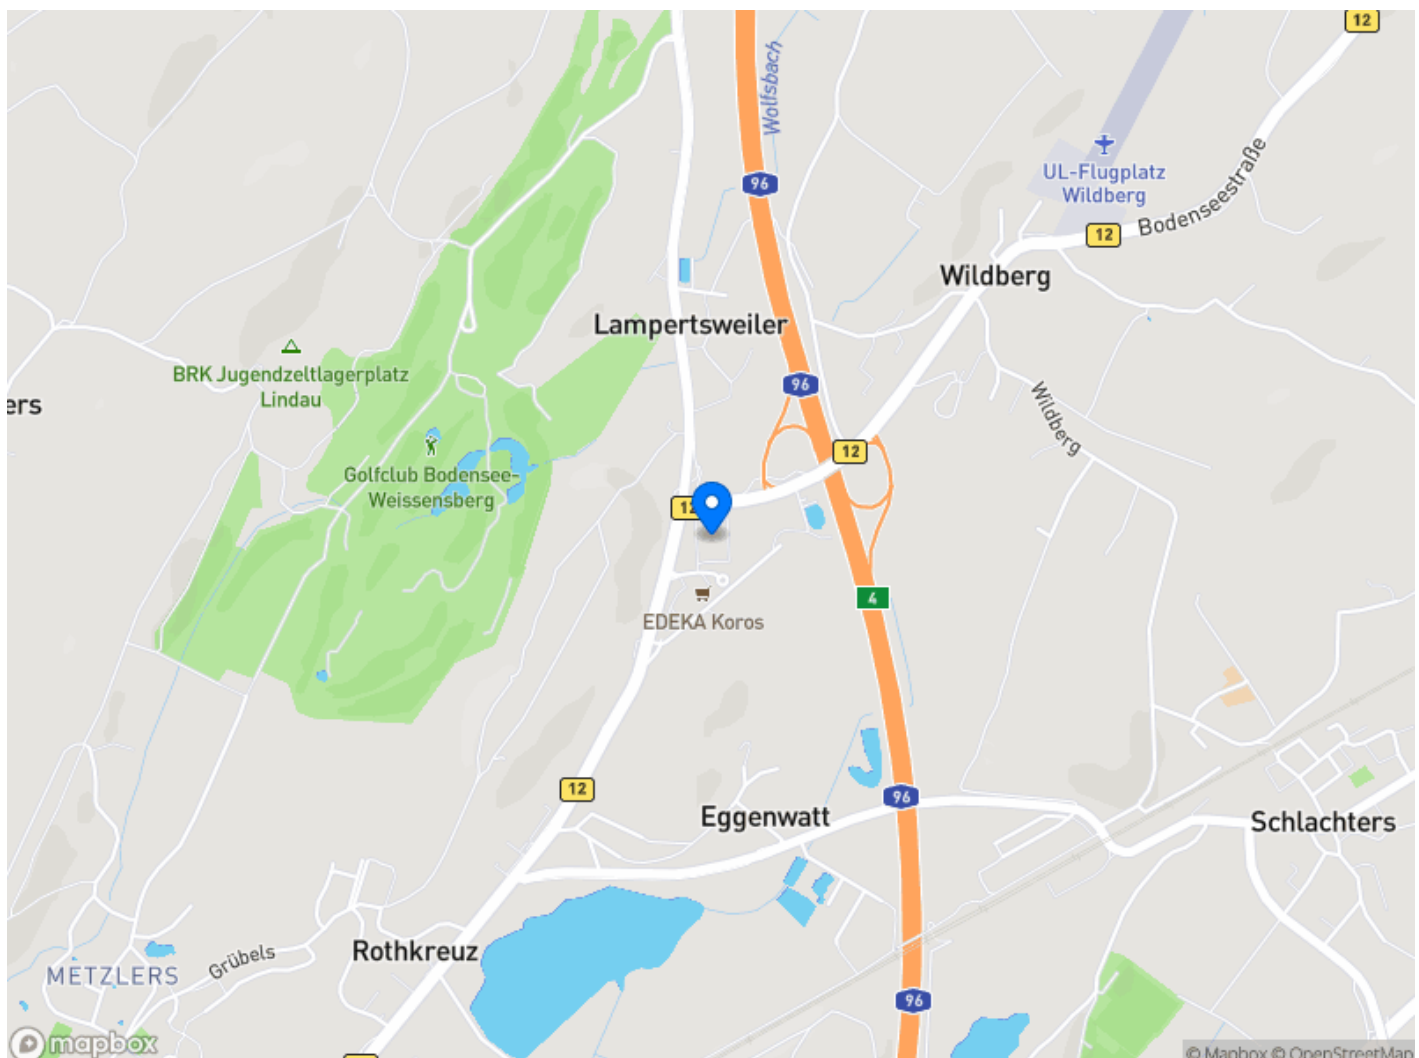 12
Wolfsbach
96
UL-Flugplatz
Wildberg
Bodenseestraße
12
Wildberg
Lampertsweiler
BRK Jugendzeltlagerplatz
Lindau
96
ers
Wildberg
12
Golfclub Bodensee-
Weissensberg
12
4
EDEKA Koros
12
96
Eggenwatt
Schlachters
Rothkreuz
Grübels
METZLERS
96
mapbox
© Mapbox © OpenStreetMap